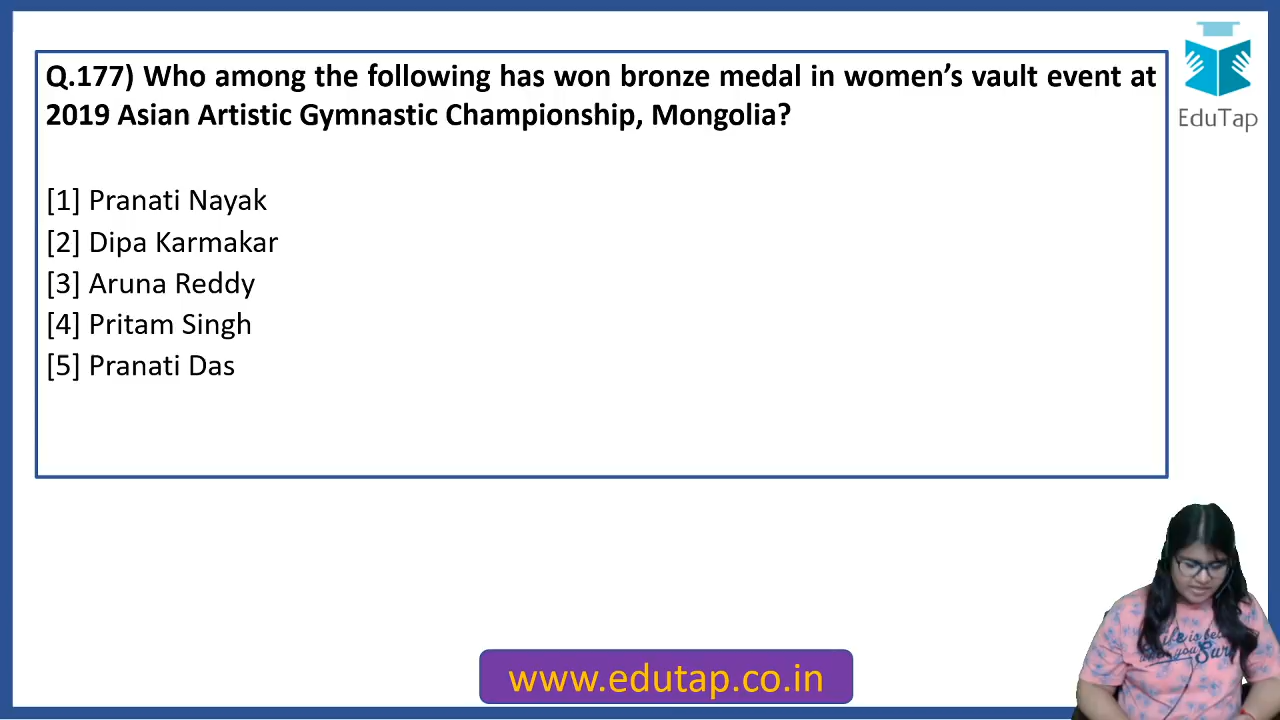 Q.177) Who among the following has won bronze medal in women’s vault event at
2019 Asian Artistic Gymnastic Championship, Mongolia?
[1] Pranati Nayak
[2] Dipa Karmakar
[3] Aruna Reddy
[4] Pritam Singh
[5] Pranati Das
EduTap
www.edutap.co.in